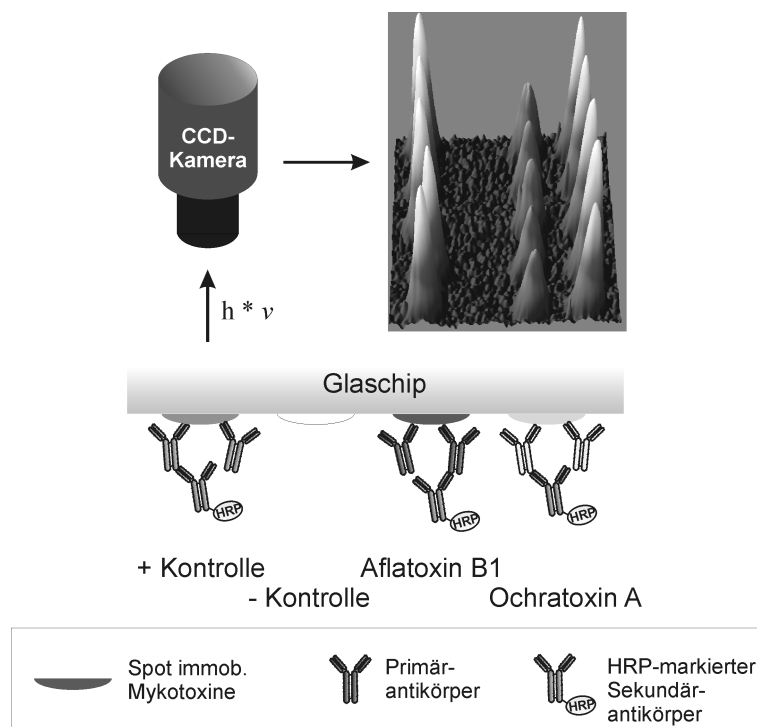 CCD-
Kamera
h * ν
Glaschip
HRP
HRP
HRP
+ Kontrolle
Aflatoxin B1
- Kontrolle
Ochratoxin A
Spot immob.
Mykotoxine
Primär-
antikörper
HRP
HRP-markierter
Sekundär-
antikörper